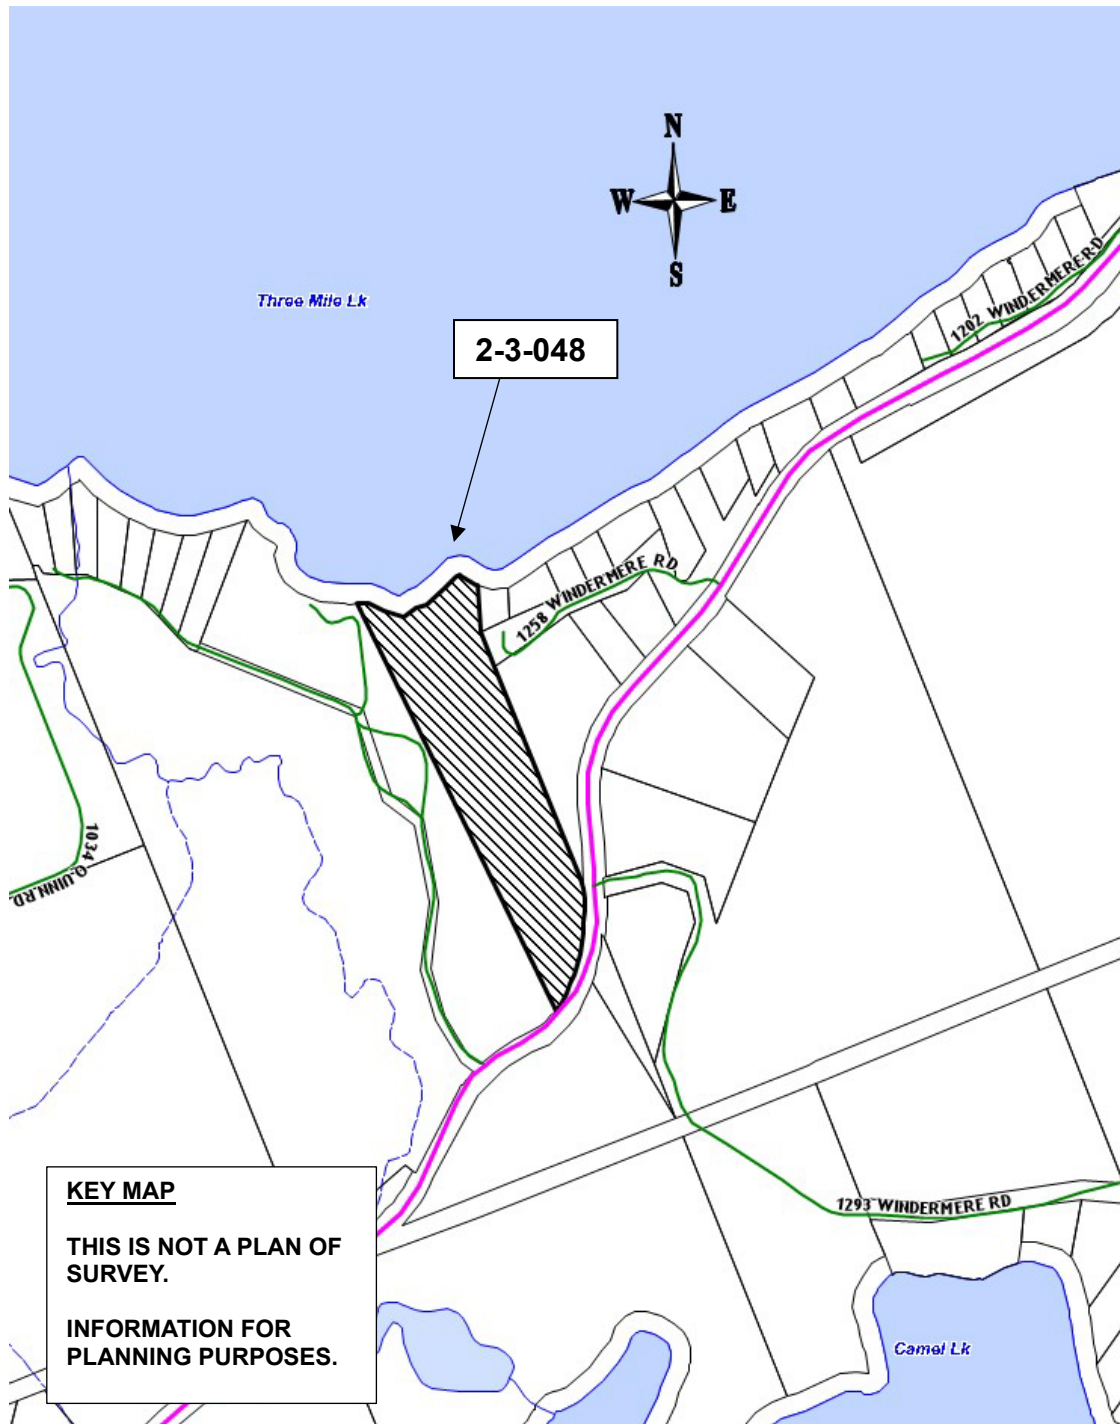 N
W E
S
Three Mile Lk
2-3-048
1202 WINDERMERE RD
1258 WINDERMERE RD
1034 QUINN RD
1293 WINDERMERE RD
KEY MAP
THIS IS NOT A PLAN OF
SURVEY.
INFORMATION FOR
PLANNING PURPOSES.
Camel Lk